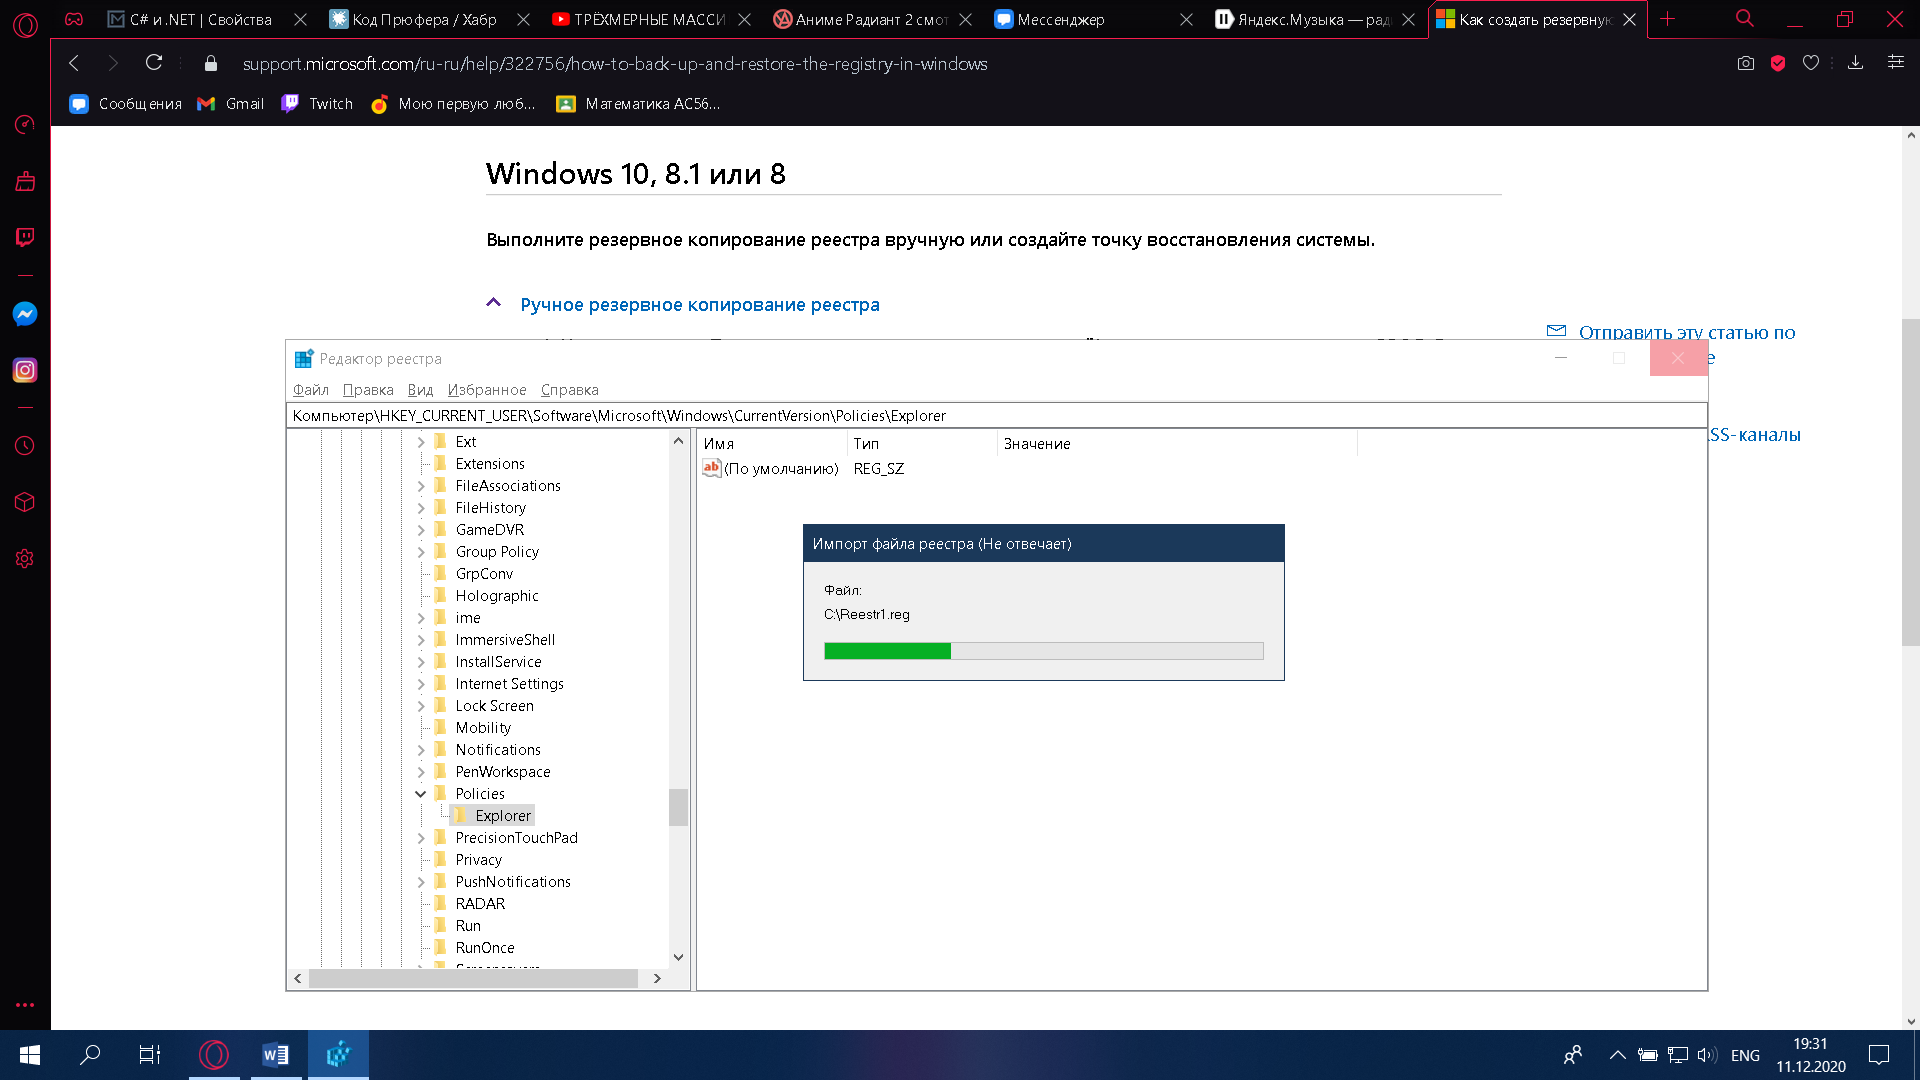 C# и .NET | Свойства
Код Прюфера / Хабр
ТРЁХМЕРНЫЕ МАССИ
Аниме Радиант 2 смот
Мессенджер
Яндекс.Музыка — рад
Как создать резервную
support.microsoft.com/ru-ru/help/322756/how-to-back-up-and-restore-the-registry-in-windows
Сообщения
Gmail
Twitch
Мою первую люб...
Математика АС56...
Windows 10, 8.1 или 8
Выполните резервное копирование реестра вручную или создайте точку восстановления системы.
Ручное резервное копирование реестра
Отправить эту статью по
е
SS-каналы
Редактор реестра
Файл Правка Вид Избранное Справка
Компьютер\HKEY_CURRENT_USER\Software\Microsoft\Windows\CurrentVersion\Policies\Explorer
Ext
Extensions
FileAssociations
FileHistory
GameDVR
Group Policy
GrpConv
Holographic
ime
ImmersiveShell
InstallService
Internet Settings
Lock Screen
Mobility
Notifications
PenWorkspace
Policies
Explorer
PrecisionTouchPad
Privacy
PushNotifications
RADAR
Run
RunOnce
Имя Тип Значение
(По умолчанию) REG_SZ
Импорт файла реестра (Не отвечает)
Файл:
C:\Reestr1.reg
ENG
19:31
11.12.2020